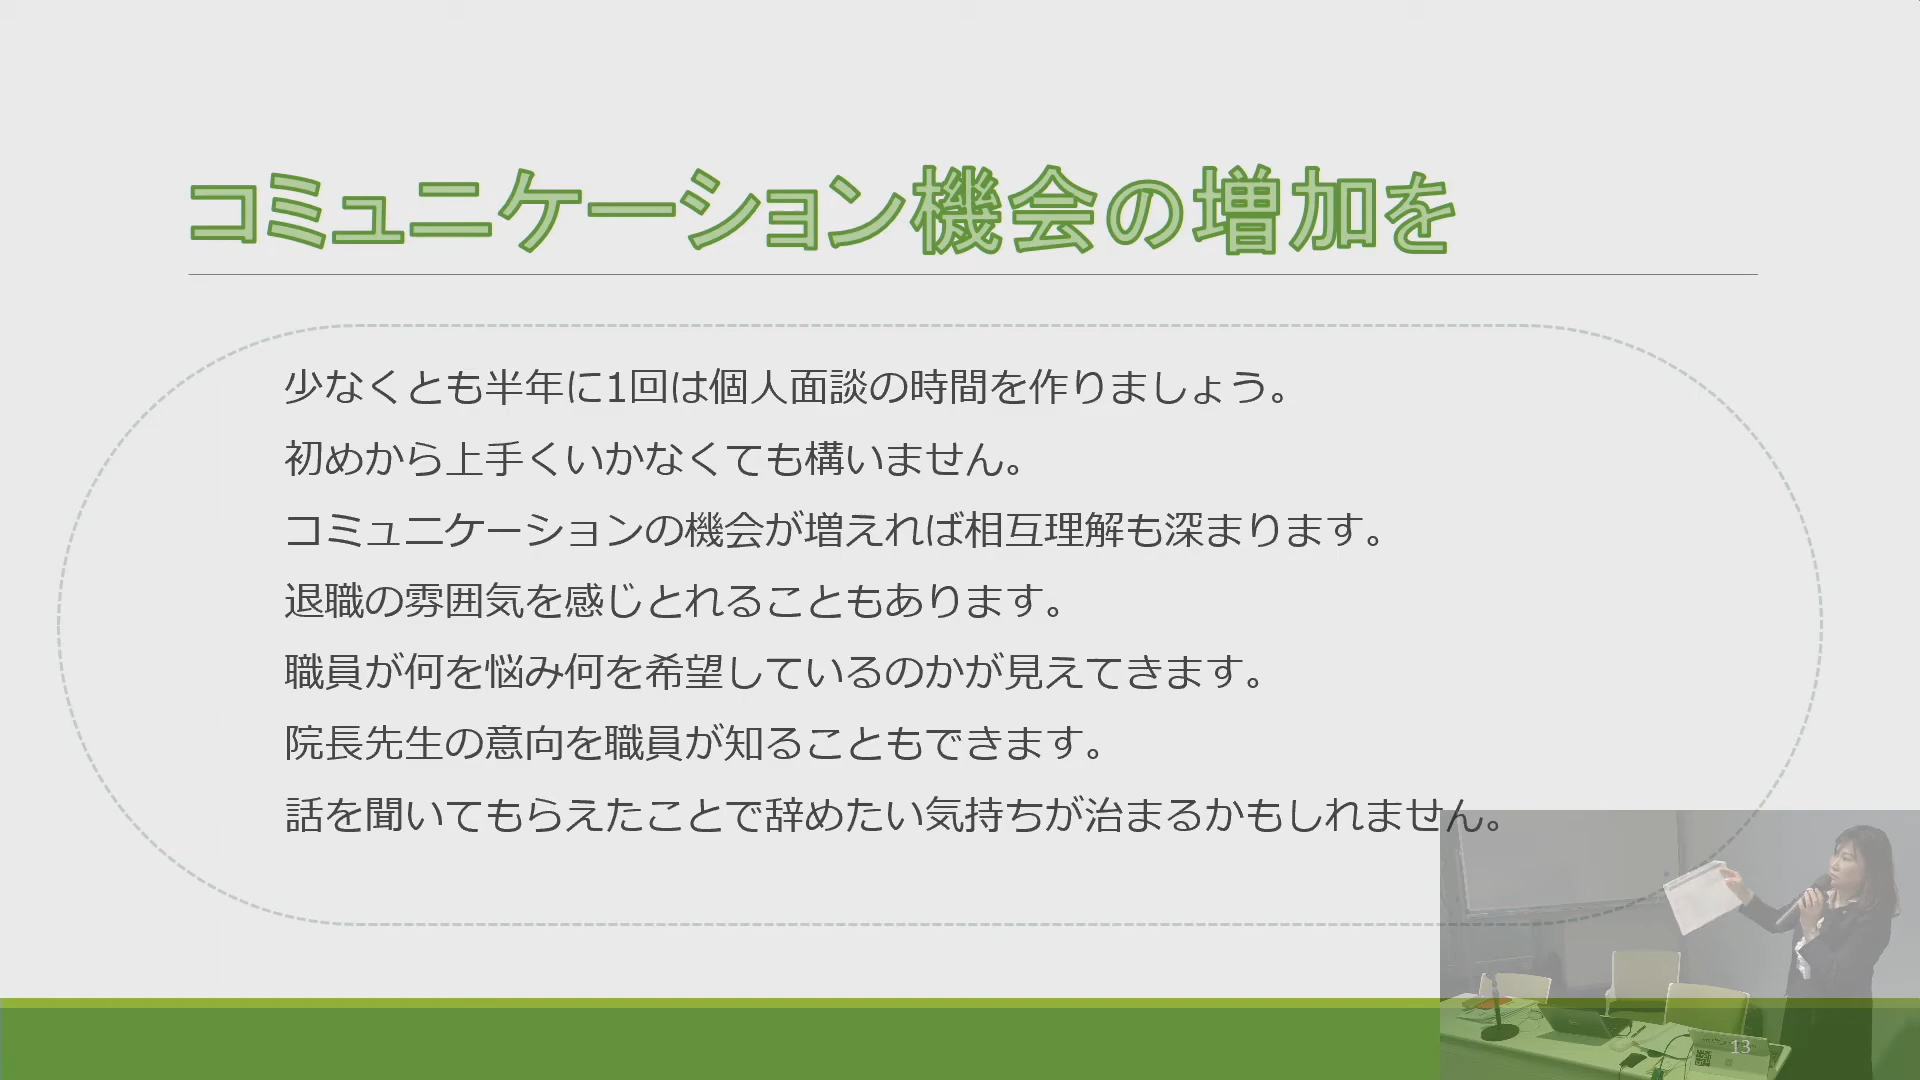 コミュニケーション機会の増加を
少なくとも半年に1回は個人面談の時間を作りましょう。
初めから上手くいかなくても構いません。
コミュニケーションの機会が増えれば相互理解も深まります。
退職の雰囲気を感じとれることもあります。
職員が何を悩み何を希望しているのかが見えてきます。
院長先生の意向を職員が知ることもできます。
話を聞いてもらえたことで辞めたい気持ちが治まるかもしれません。
13